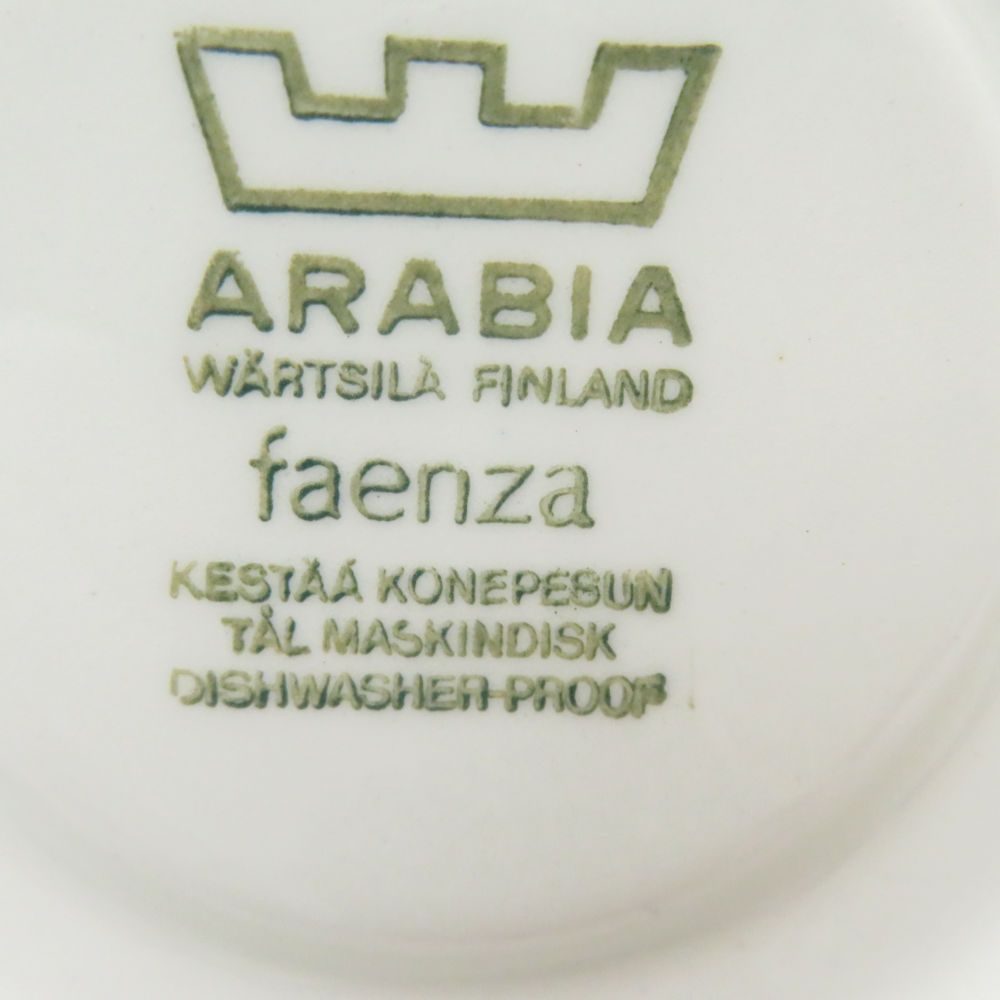 ARABIA
WÄRTSILÄ FINLAND
faenza
KESTÄÄ KONEPESUN
TÅL MASKINDISK
DISHWASHER-PROOF